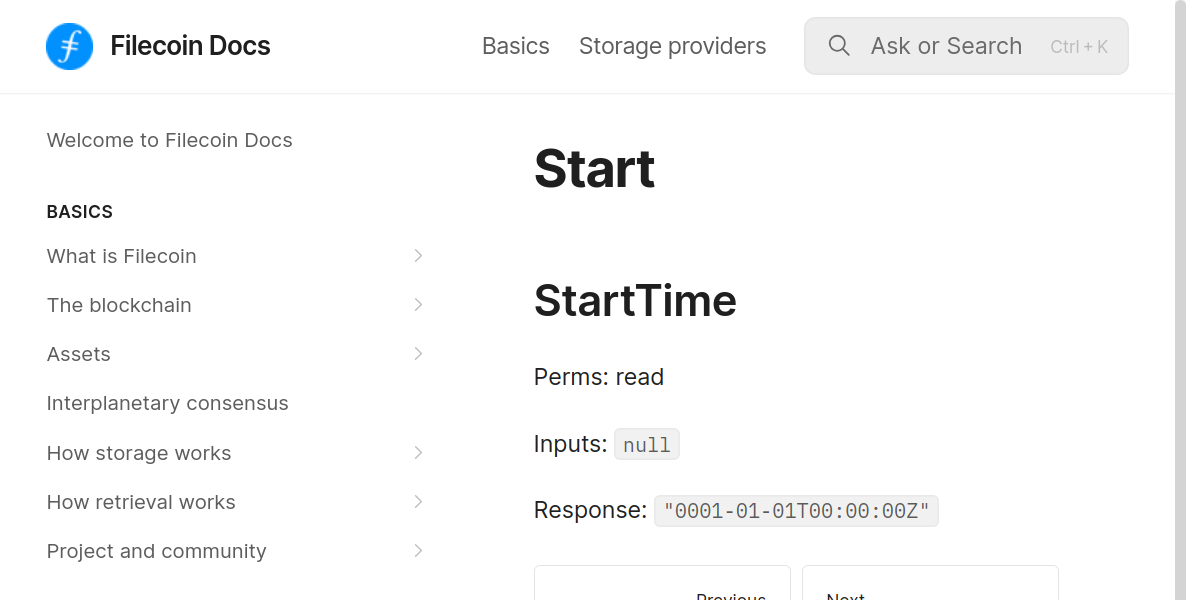 Filecoin Docs
Basics
Storage providers
Ask or Search
Ctrl + K
Welcome to Filecoin Docs
BASICS
What is Filecoin
The blockchain
Assets
Interplanetary consensus
How storage works
How retrieval works
Project and community
Start
StartTime
Perms: read
Inputs: null
Response: "0001-01-01T00:00:00Z"
Previous
Next